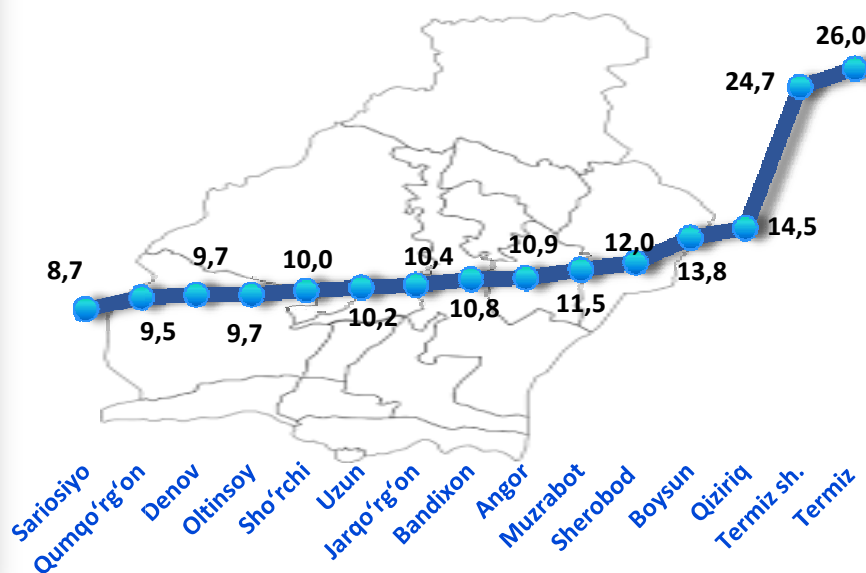 26,0
24,7
14,5
13,8
12,0
11,5
10,9
10,8
10,4
10,2
10,0
9,7
9,7
9,5
8,7
Sariosiyo
Qumqo‘rg‘on
Denov
Oltinsoy
Sho‘rchi
Uzun
Jarqo‘rg‘on
Bandixon
Angor
Muzrabot
Sherobod
Boysun
Qiziriq
Termiz sh.
Termiz